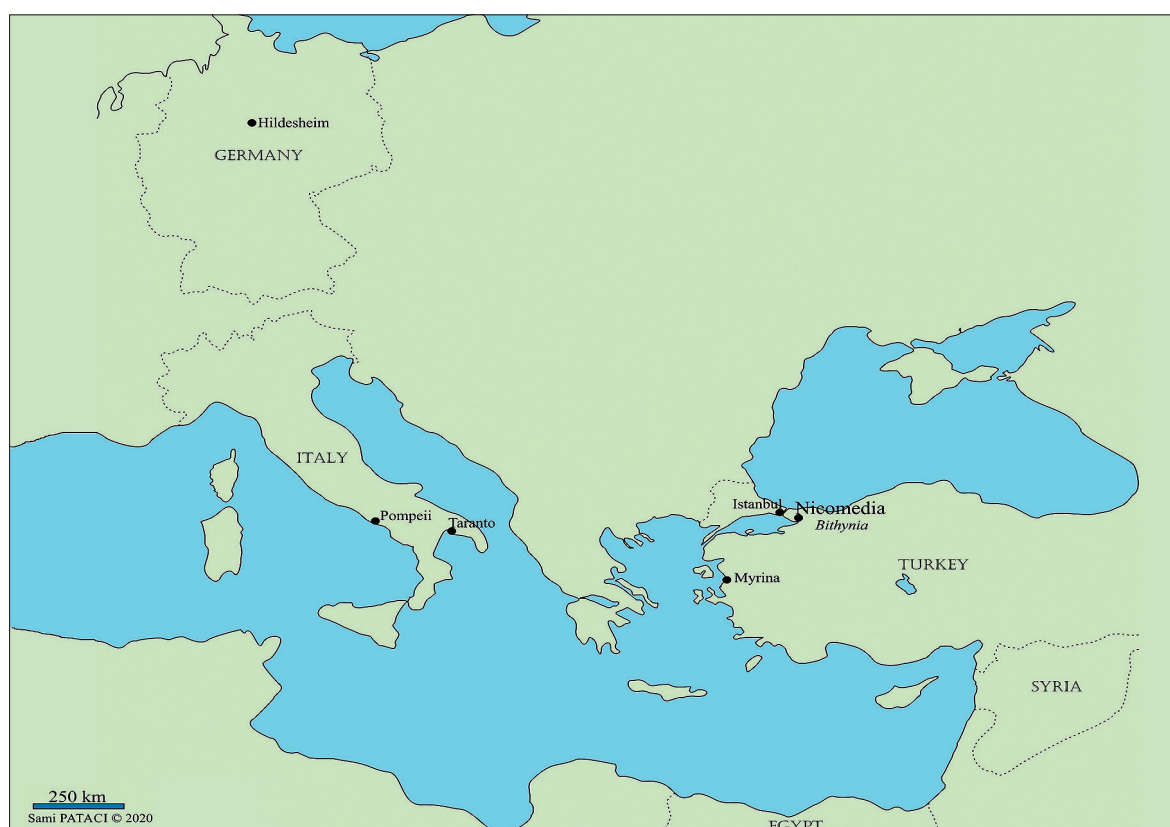 Hildesheim
GERMANY
ITALY
Pompeii
Taranto
Istanbul
Nicomedia
Bithynia
TURKEY
Myrina
SYRIA
250 km
Sami PATACI © 2020
EGYPT